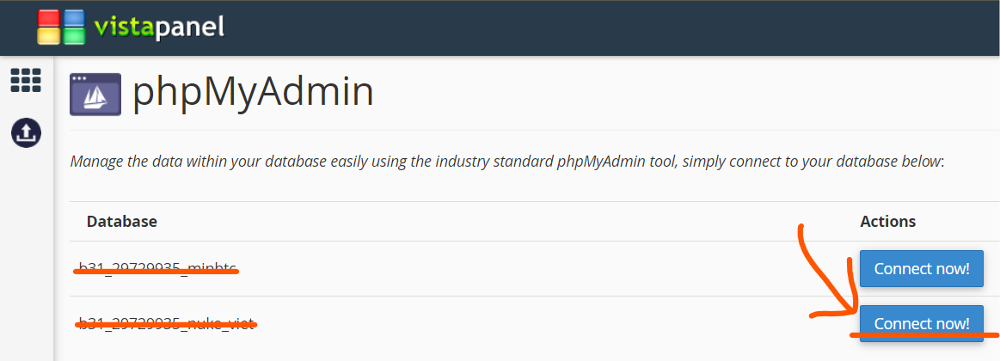 vistapanel
phpMyAdmin
Manage the data within your database easily using the industry standard phpMyAdmin tool, simply connect to your database below:
Database Actions
b31_29729935_minhtc Connect now!
b31_29729935_nuke_viet Connect now!